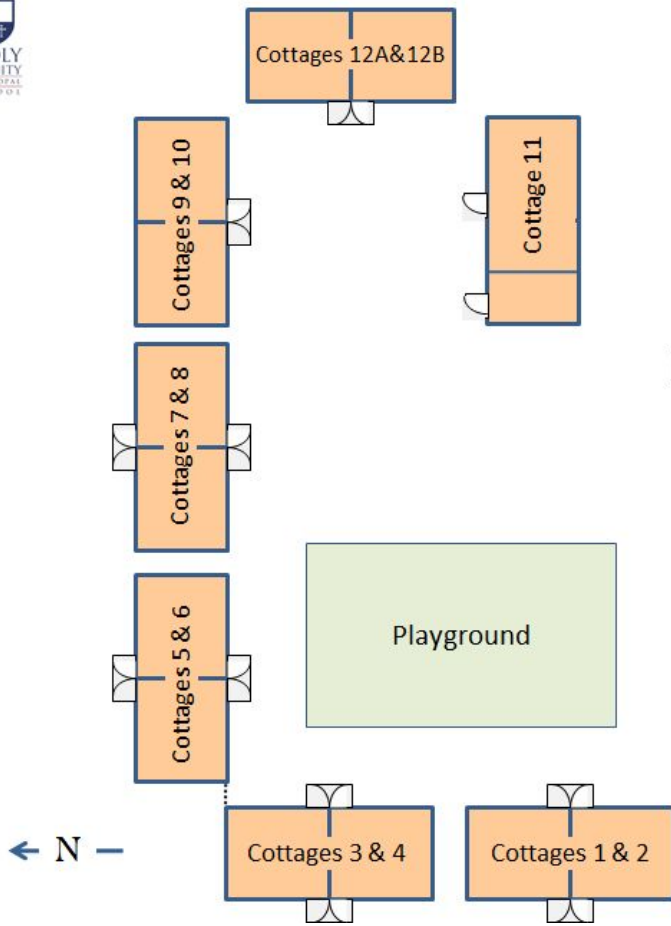 Cottages 12A&12B
Cottages 9 & 10
Cottage 11
Cottages 7 & 8
Cottages 5 & 6
Playground
N
Cottages 3 & 4
Cottages 1 & 2